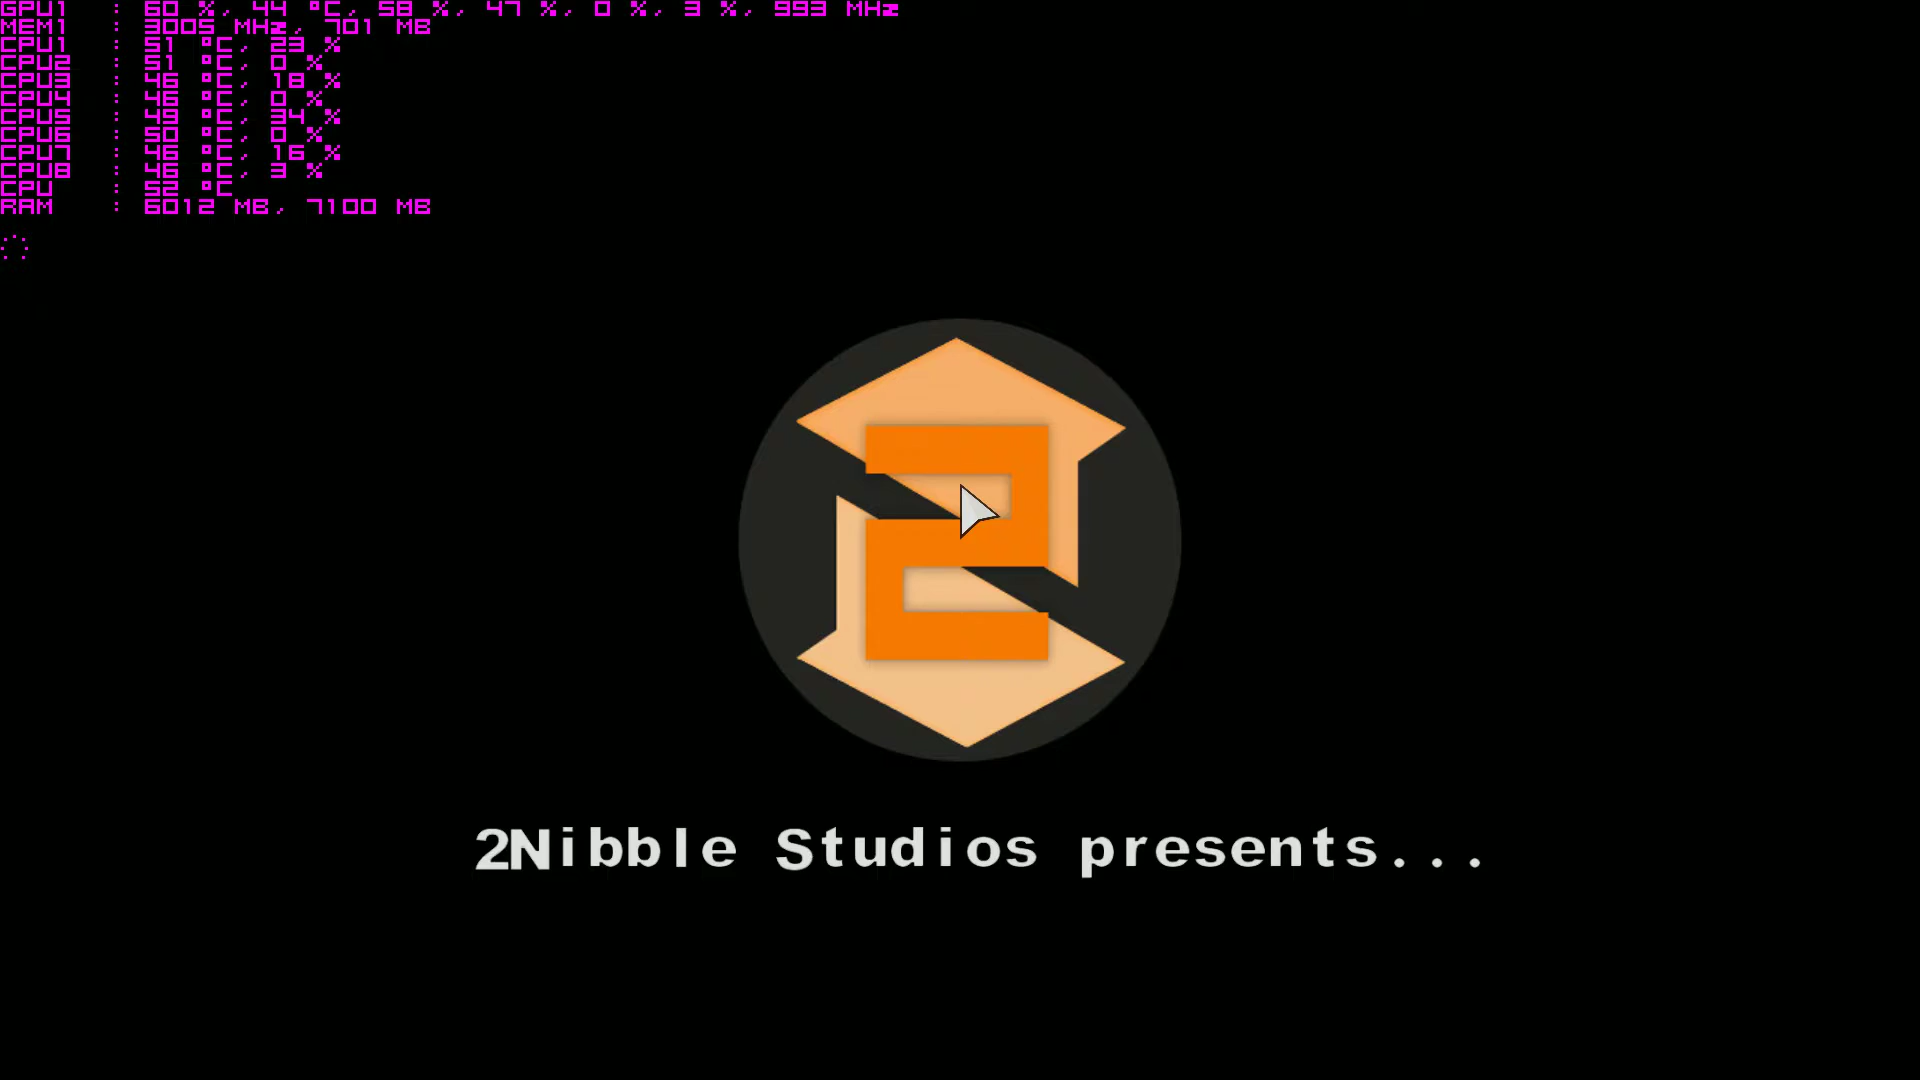 GPU1 : 60 %, 44 °C, 58 %, 47 %, 0 %, 3 %, 993 MHz
MEM1 : 3005 MHz, 701 MB
CPU1 : 51 °C, 23 %
CPU2 : 51 °C, 0 %
CPU3 : 46 °C, 18 %
CPU4 : 46 °C, 0 %
CPU5 : 49 °C, 34 %
CPU6 : 50 °C, 0 %
CPU7 : 46 °C, 16 %
CPU8 : 46 °C, 3 %
CPU : 52 °C
RAM : 6012 MB, 7100 MB
2
2Nibble Studios presents...